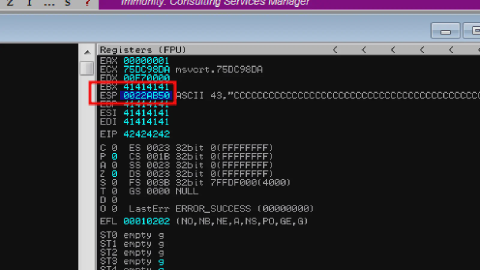 Z T ... s ?
Immunity: Consulting Services Manager
Registers (FPU) < < < <
EAX 00000001
ECX 75DC98DA msvcrt.75DC98DA
EDX 00F70000
EBX 41414141
ESP 0022AB50 ASCII 43,"CCCCCCCCCCCCCCCCCCCCCCCCCCCCCCCCCCCCCCCCCC
EBP 41414141
ESI 41414141
EDI 41414141
EIP 42424242
C 0 ES 0023 32bit 0(FFFFFFFF)
P 0 CS 001B 32bit 0(FFFFFFFF)
A 0 SS 0023 32bit 0(FFFFFFFF)
Z 0 DS 0023 32bit 0(FFFFFFFF)
S 0 FS 003B 32bit 7FFDF000(4000)
T 0 GS 0000 NULL
D 0
O 0 LastErr ERROR_SUCCESS (00000000)
EFL 00010202 (NO,NB,NE,A,NS,PO,GE,G)
ST0 empty g
ST1 empty g
ST2 empty g
ST3 empty g
ST4 empty g